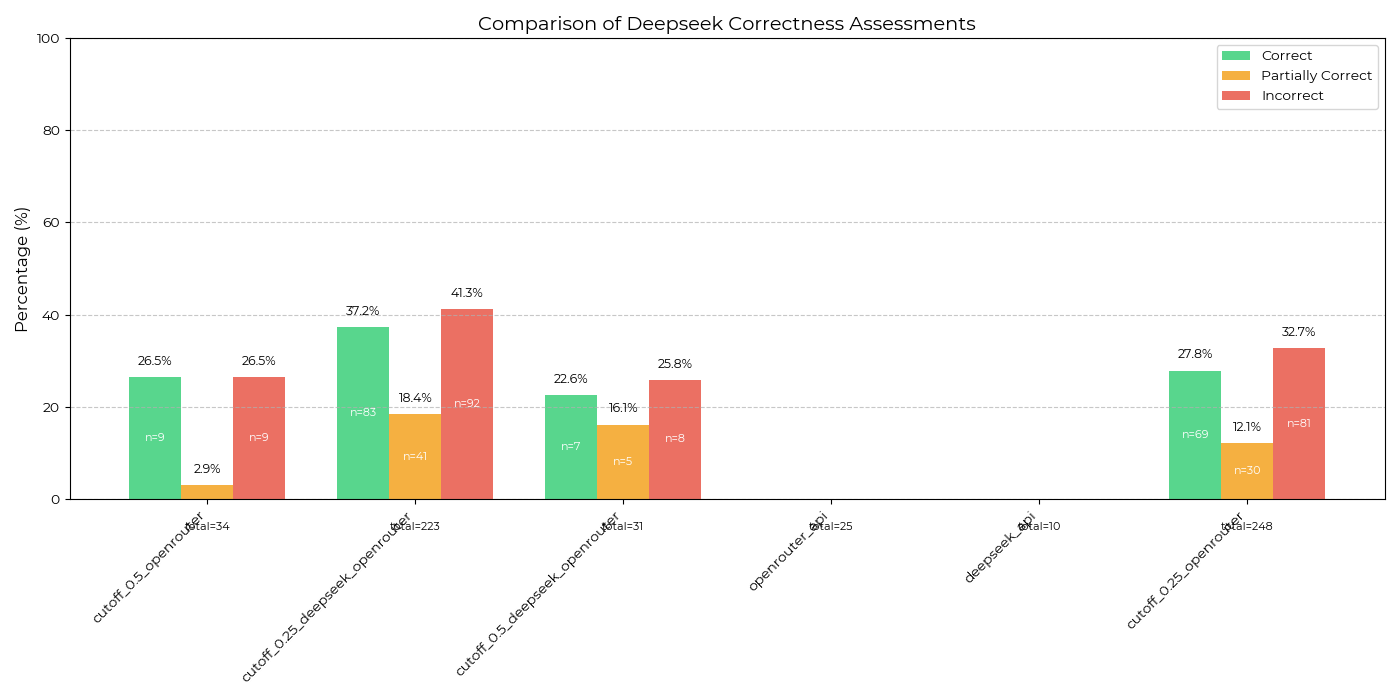 Comparison of Deepseek Correctness Assessments
100
80
60
40
20
0
Percentage (%)
Correct
Partially Correct
Incorrect
26.5%
2.9%
26.5%
37.2%
18.4%
41.3%
22.6%
16.1%
25.8%
27.8%
12.1%
32.7%
n=9
n=9
n=83
n=41
n=92
n=7
n=5
n=8
n=69
n=30
n=81
total=34
total=223
total=31
total=25
total=10
total=248
cutoff_0.5_openrouter
cutoff_0.25_deepseek_openrouter
cutoff_0.5_deepseek_openrouter
openrouter_api
deepseek_api
cutoff_0.25_openrouter